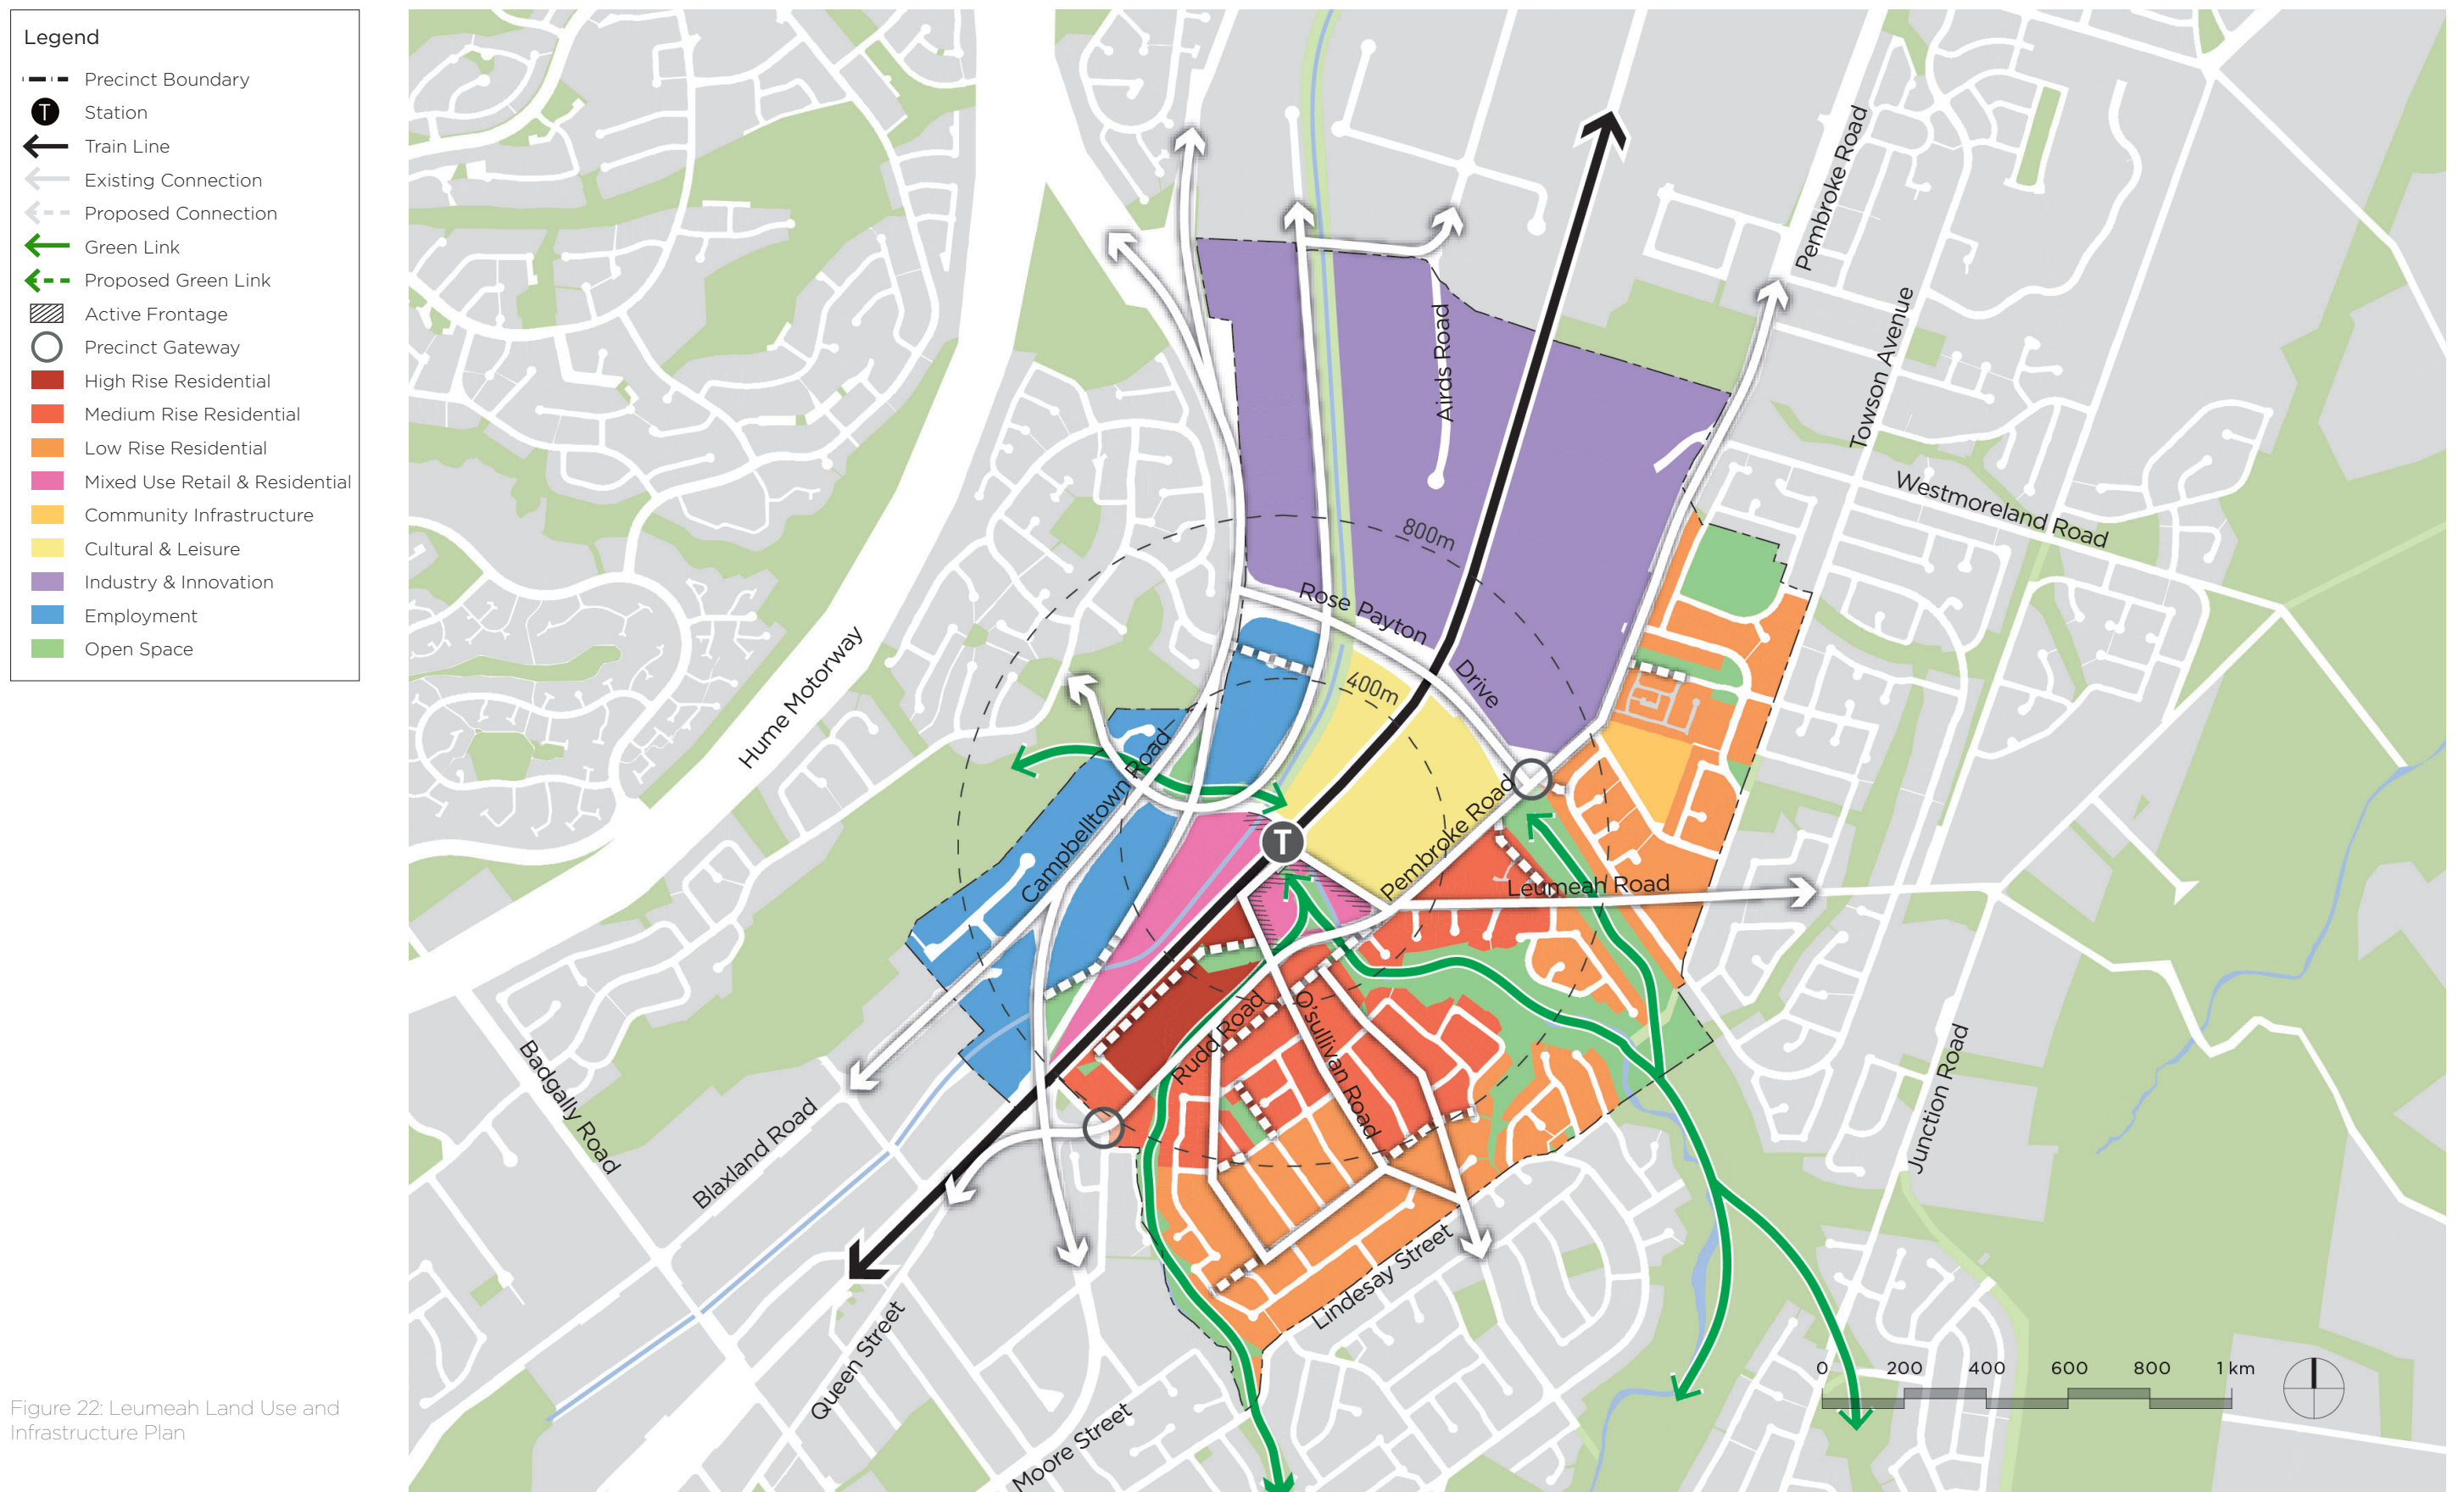 Legend
Precinct Boundary
T
Station
Train Line
Existing Connection
Proposed Connection
Green Link
Proposed Green Link
Active Frontage
Precinct Gateway
High Rise Residential
Medium Rise Residential
Low Rise Residential
Mixed Use Retail & Residential
Community Infrastructure
Cultural & Leisure
Industry & Innovation
Employment
Open Space
Pembroke Road
Towson Avenue
Airds Road
Westmoreland Road
800m
Rose Payton
Drive
400m
Hume Motorway
Campbelltown Road
Pembroke Road
T
Leumeah Road
Rudd Road
O'sullivan Road
Badgally Road
Blaxland Road
Junction Road
Lindesay Street
Queen Street
Moore Street
0 200 400 600 800 1 km
Figure 22: Leumeah Land Use and
Infrastructure Plan